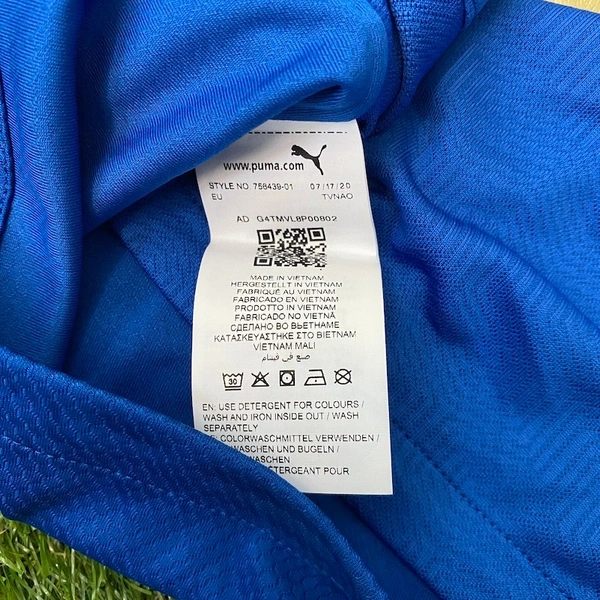 www.puma.com
STYLE NO. 758439-01 07/17/20
EU TVNAO
AD G4TMVL8P00802
MADE IN VIETNAM
HERGESTELLT IN VIETNAM
FABRIQUÉ AU VIETNAM
FABRICADO EN VIETNAM
PRODOTTO IN VIETNAM
FABRICADO NO VIETNÃ
СДЕЛАНО ВО ВЬЕТНАМЕ
ΚΑΤΑΣΚΕΥΑΣΤΗΚΕ ΣΤΟ ΒΙΕΤΝΑΜ
VİETNAM MALI
صنع في فيتنام
30
EN: USE DETERGENT FOR COLOURS /
WASH AND IRON INSIDE OUT / WASH
SEPARATELY
COLORWASCHMITTEL VERWENDEN /
WASCHEN UND BUGELN /
WASCHEN
POUR